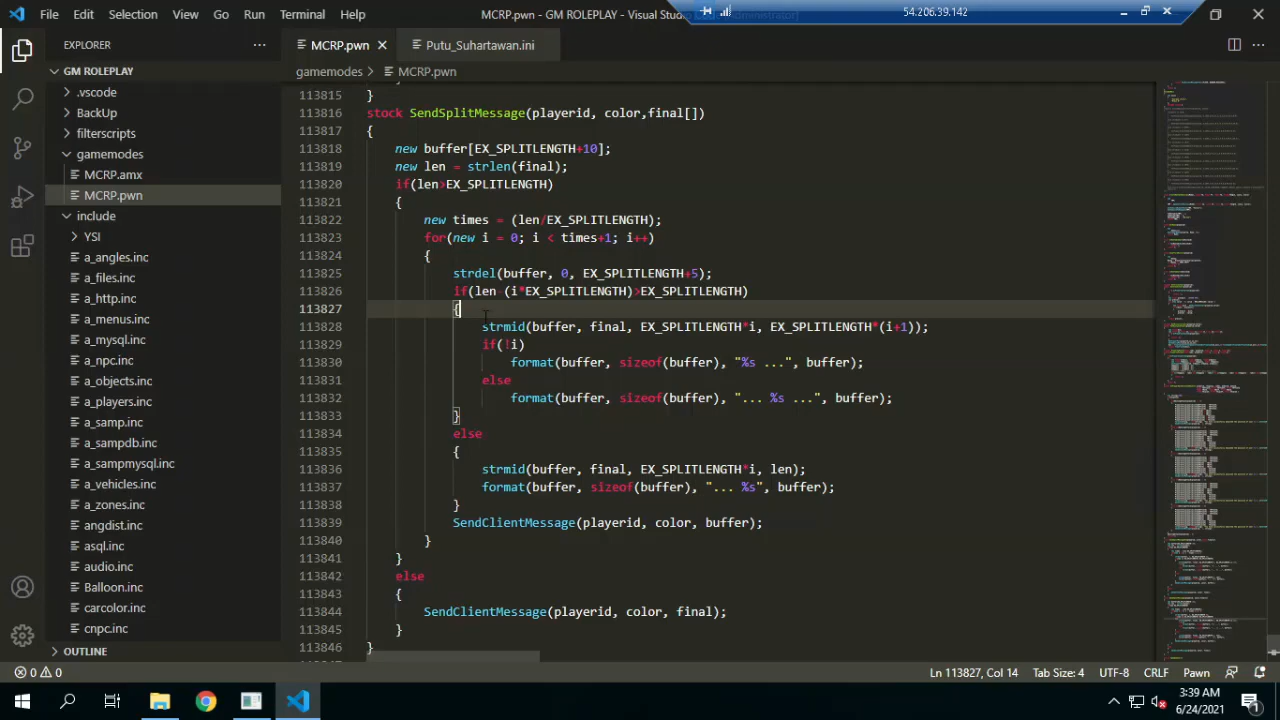 File Edit Selection View Go Run Terminal Help
MCRP.pwn - GM ROLEPLAY - Visual Studio
54.206.39.142
EXPLORER
MCRP.pwn
Putu_Suhartawan.ini
GM ROLEPLAY
gamemodes > MCRP.pwn
.vscode
BackUp
filterscripts
gamemodes
MCRP.amx
MCRP.pwn
include
YSI
a_angles.inc
a_files.inc
a_http.inc
a_menus.inc
a_mysql.inc
a_npc.inc
a_objects.inc
a_players.inc
a_samp.inc
a_sampdb.inc
a_sampmysql.inc
a_vehicles.inc
a_zones.inc
angdist.inc
asql.inc
audio.inc
Balloon.inc
carcolor.inc
cnpc.inc
OUTLINE
113815 }
113816 stock SendSplitMessage(playerid, color,final[])
113817 {
113818 new +10];
113819 new len =
113820 if(len>EX_SPLITLENGTH)
113821 {
113822 new times = (len/EX_SPLITLENGTH);
113823 for(new = 0; i < times+1; i++)
113824 {
113825 strdel(buffer, 0, EX_SPLITLENGTH+5);
113826 (i*EX_SPLITLENGTH)>EX_SPLITLENGTH)
113827 {
113828 strmid(buffer, final, EX_SPLITLENGTH*i, EX_SPLITLENGTH*(i+1));
113829
113830 format(buffer, sizeof(buffer), "%s ...", buffer);
113831 else
113832 format(buffer, sizeof(buffer), "... %s ...", buffer);
113833 }
113834 else
113835 {
113836 strmid(buffer, final, EX_SPLITLENGTH*i, len);
113837 format(buffer, sizeof(buffer), "... %s", buffer);
113838 }
113839 SendClientMessage(playerid, color, buffer);
113840 }
113841 }
113842 else
113843 {
113844 SendClientMessage(playerid, color, final);
113845 }
113846 }
0 0
Ln 113827, Col 14 Tab Size: 4 UTF-8 CRLF Pawn
3:39 AM
6/24/2021